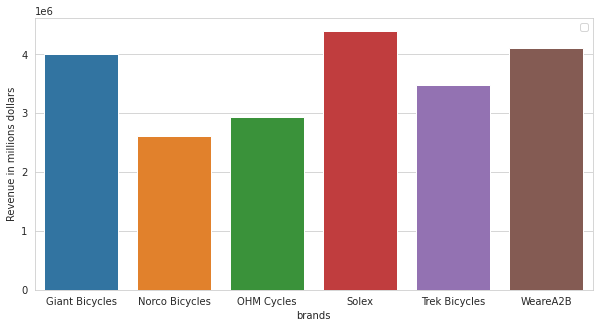 1e6
4
3
2
1
0
Revenue in millions dollars
Giant Bicycles Norco Bicycles OHM Cycles Solex Trek Bicycles WeareA2B
brands